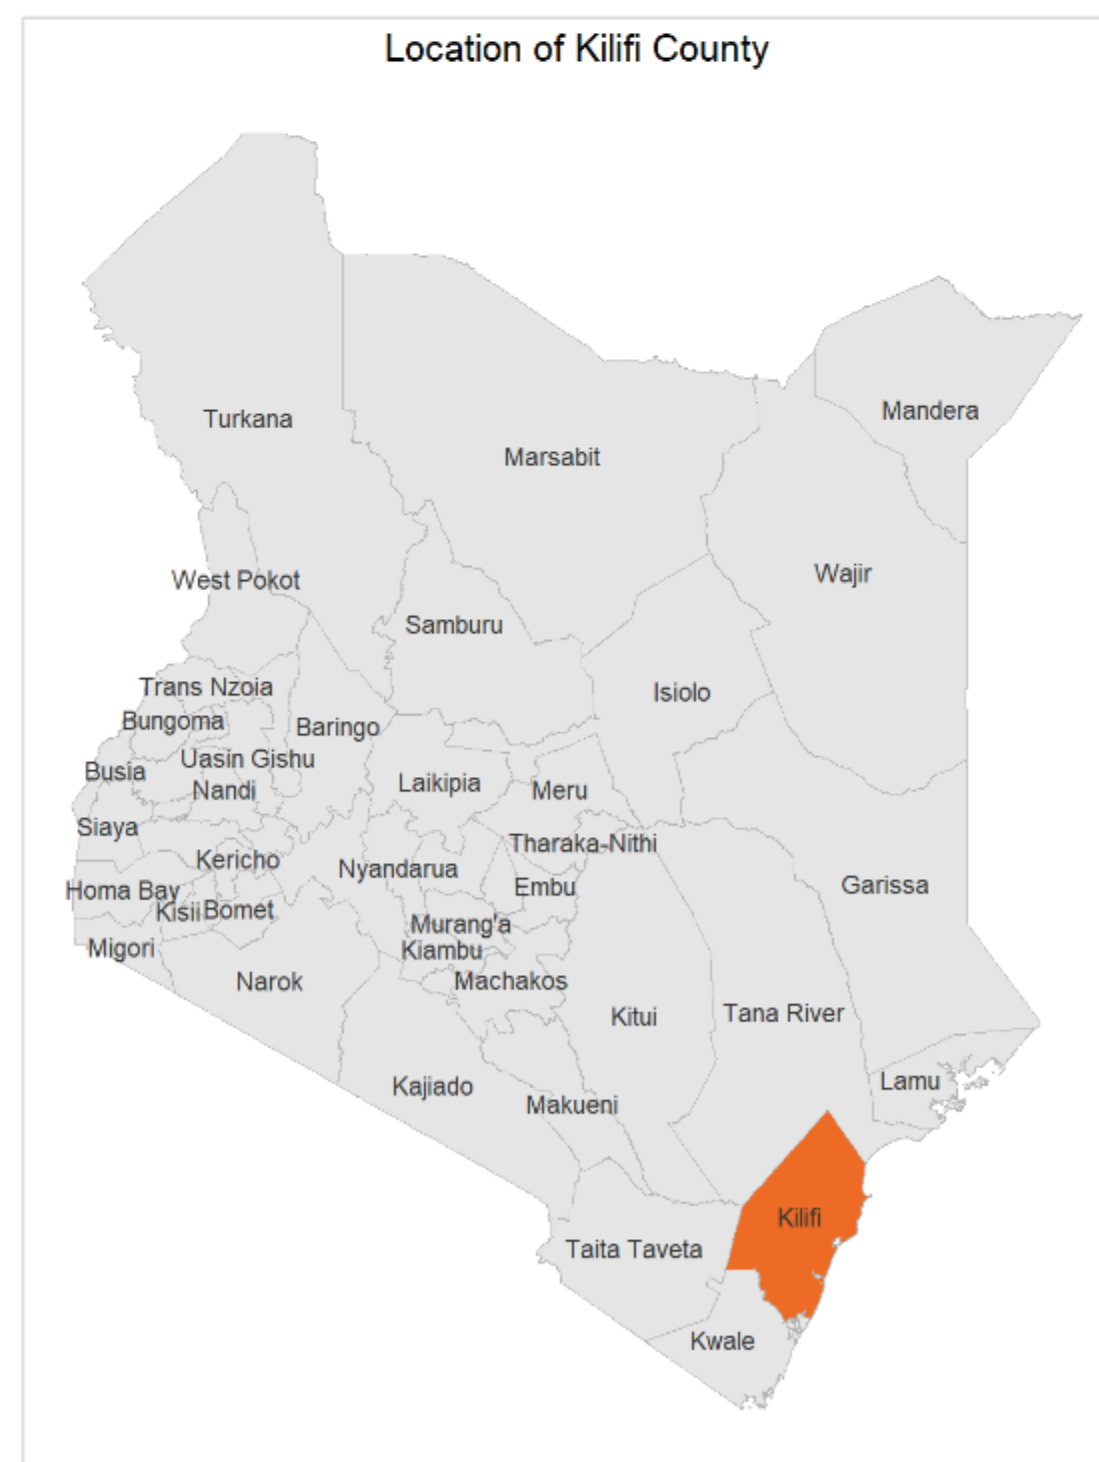 Location of Kilifi County
Turkana
Marsabit
Mandera
West Pokot
Wajir
Samburu
Trans Nzoia
Isiolo
Bungoma
Baringo
Uasin Gishu
Busia
Nandi
Laikipia
Meru
Siaya
Tharaka-Nithi
Kericho
Nyandarua
Homa Bay
Embu
Garissa
Kisii
Bomet
Murang'a
Migori
Kiambu
Narok
Machakos
Kitui
Tana River
Kajiado
Lamu
Makueni
Kilifi
Taita Taveta
Kwale